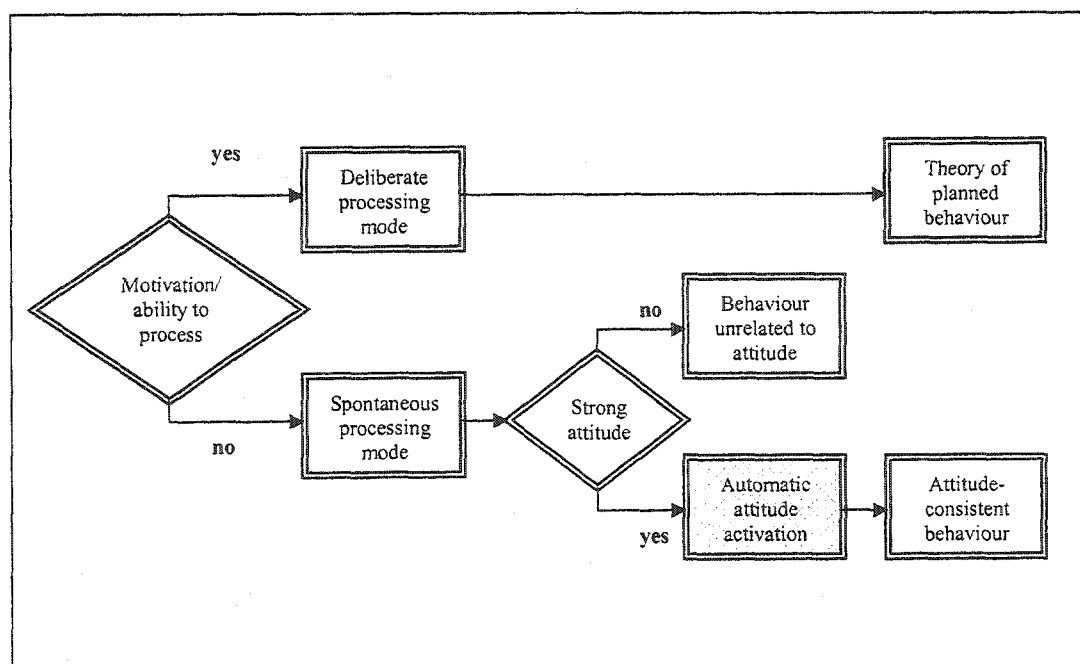 yes
Deliberate
processing
mode
Theory of
planned
behaviour
Motivation/
ability to
process
no
Behaviour
unrelated to
attitude
Spontaneous
processing
mode
no
Strong
attitude
Automatic
attitude
activation
yes
Attitude-
consistent
behaviour